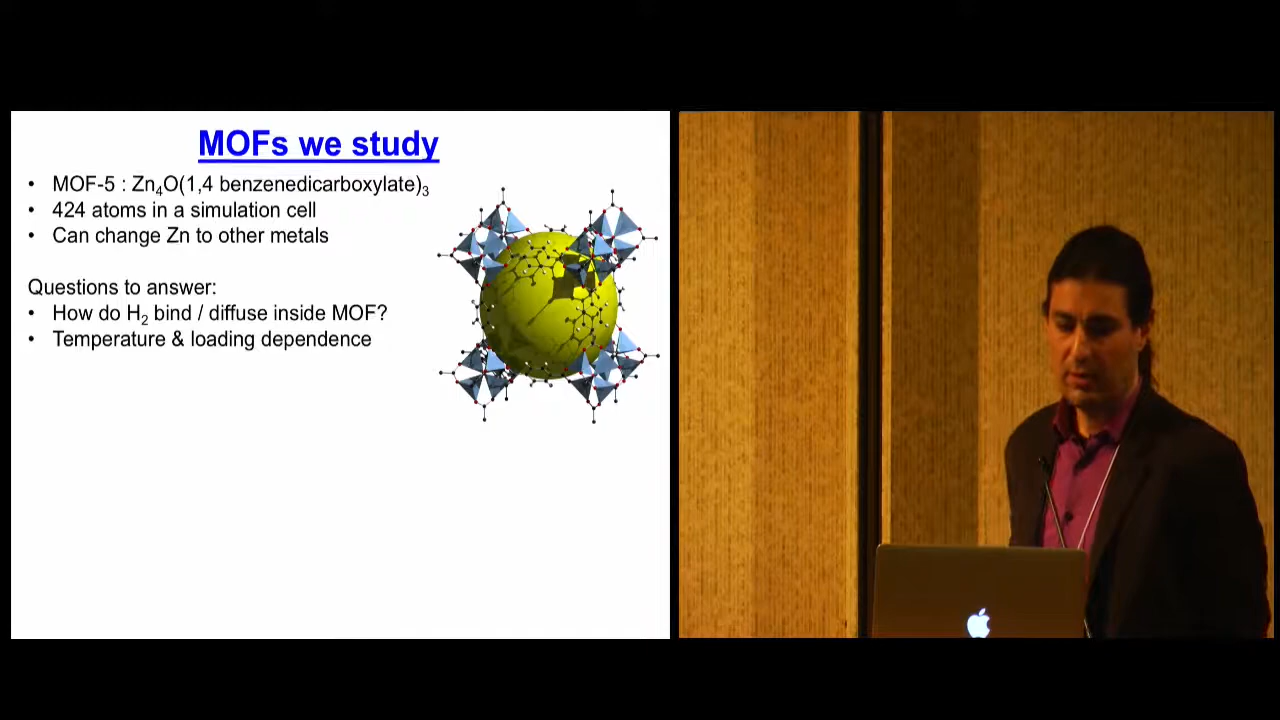 MOFs we study
• MOF-5 : Zn₄O(1,4 benzenedicarboxylate)₃
• 424 atoms in a simulation cell
• Can change Zn to other metals
Questions to answer:
• How do H₂ bind / diffuse inside MOF?
• Temperature & loading dependence